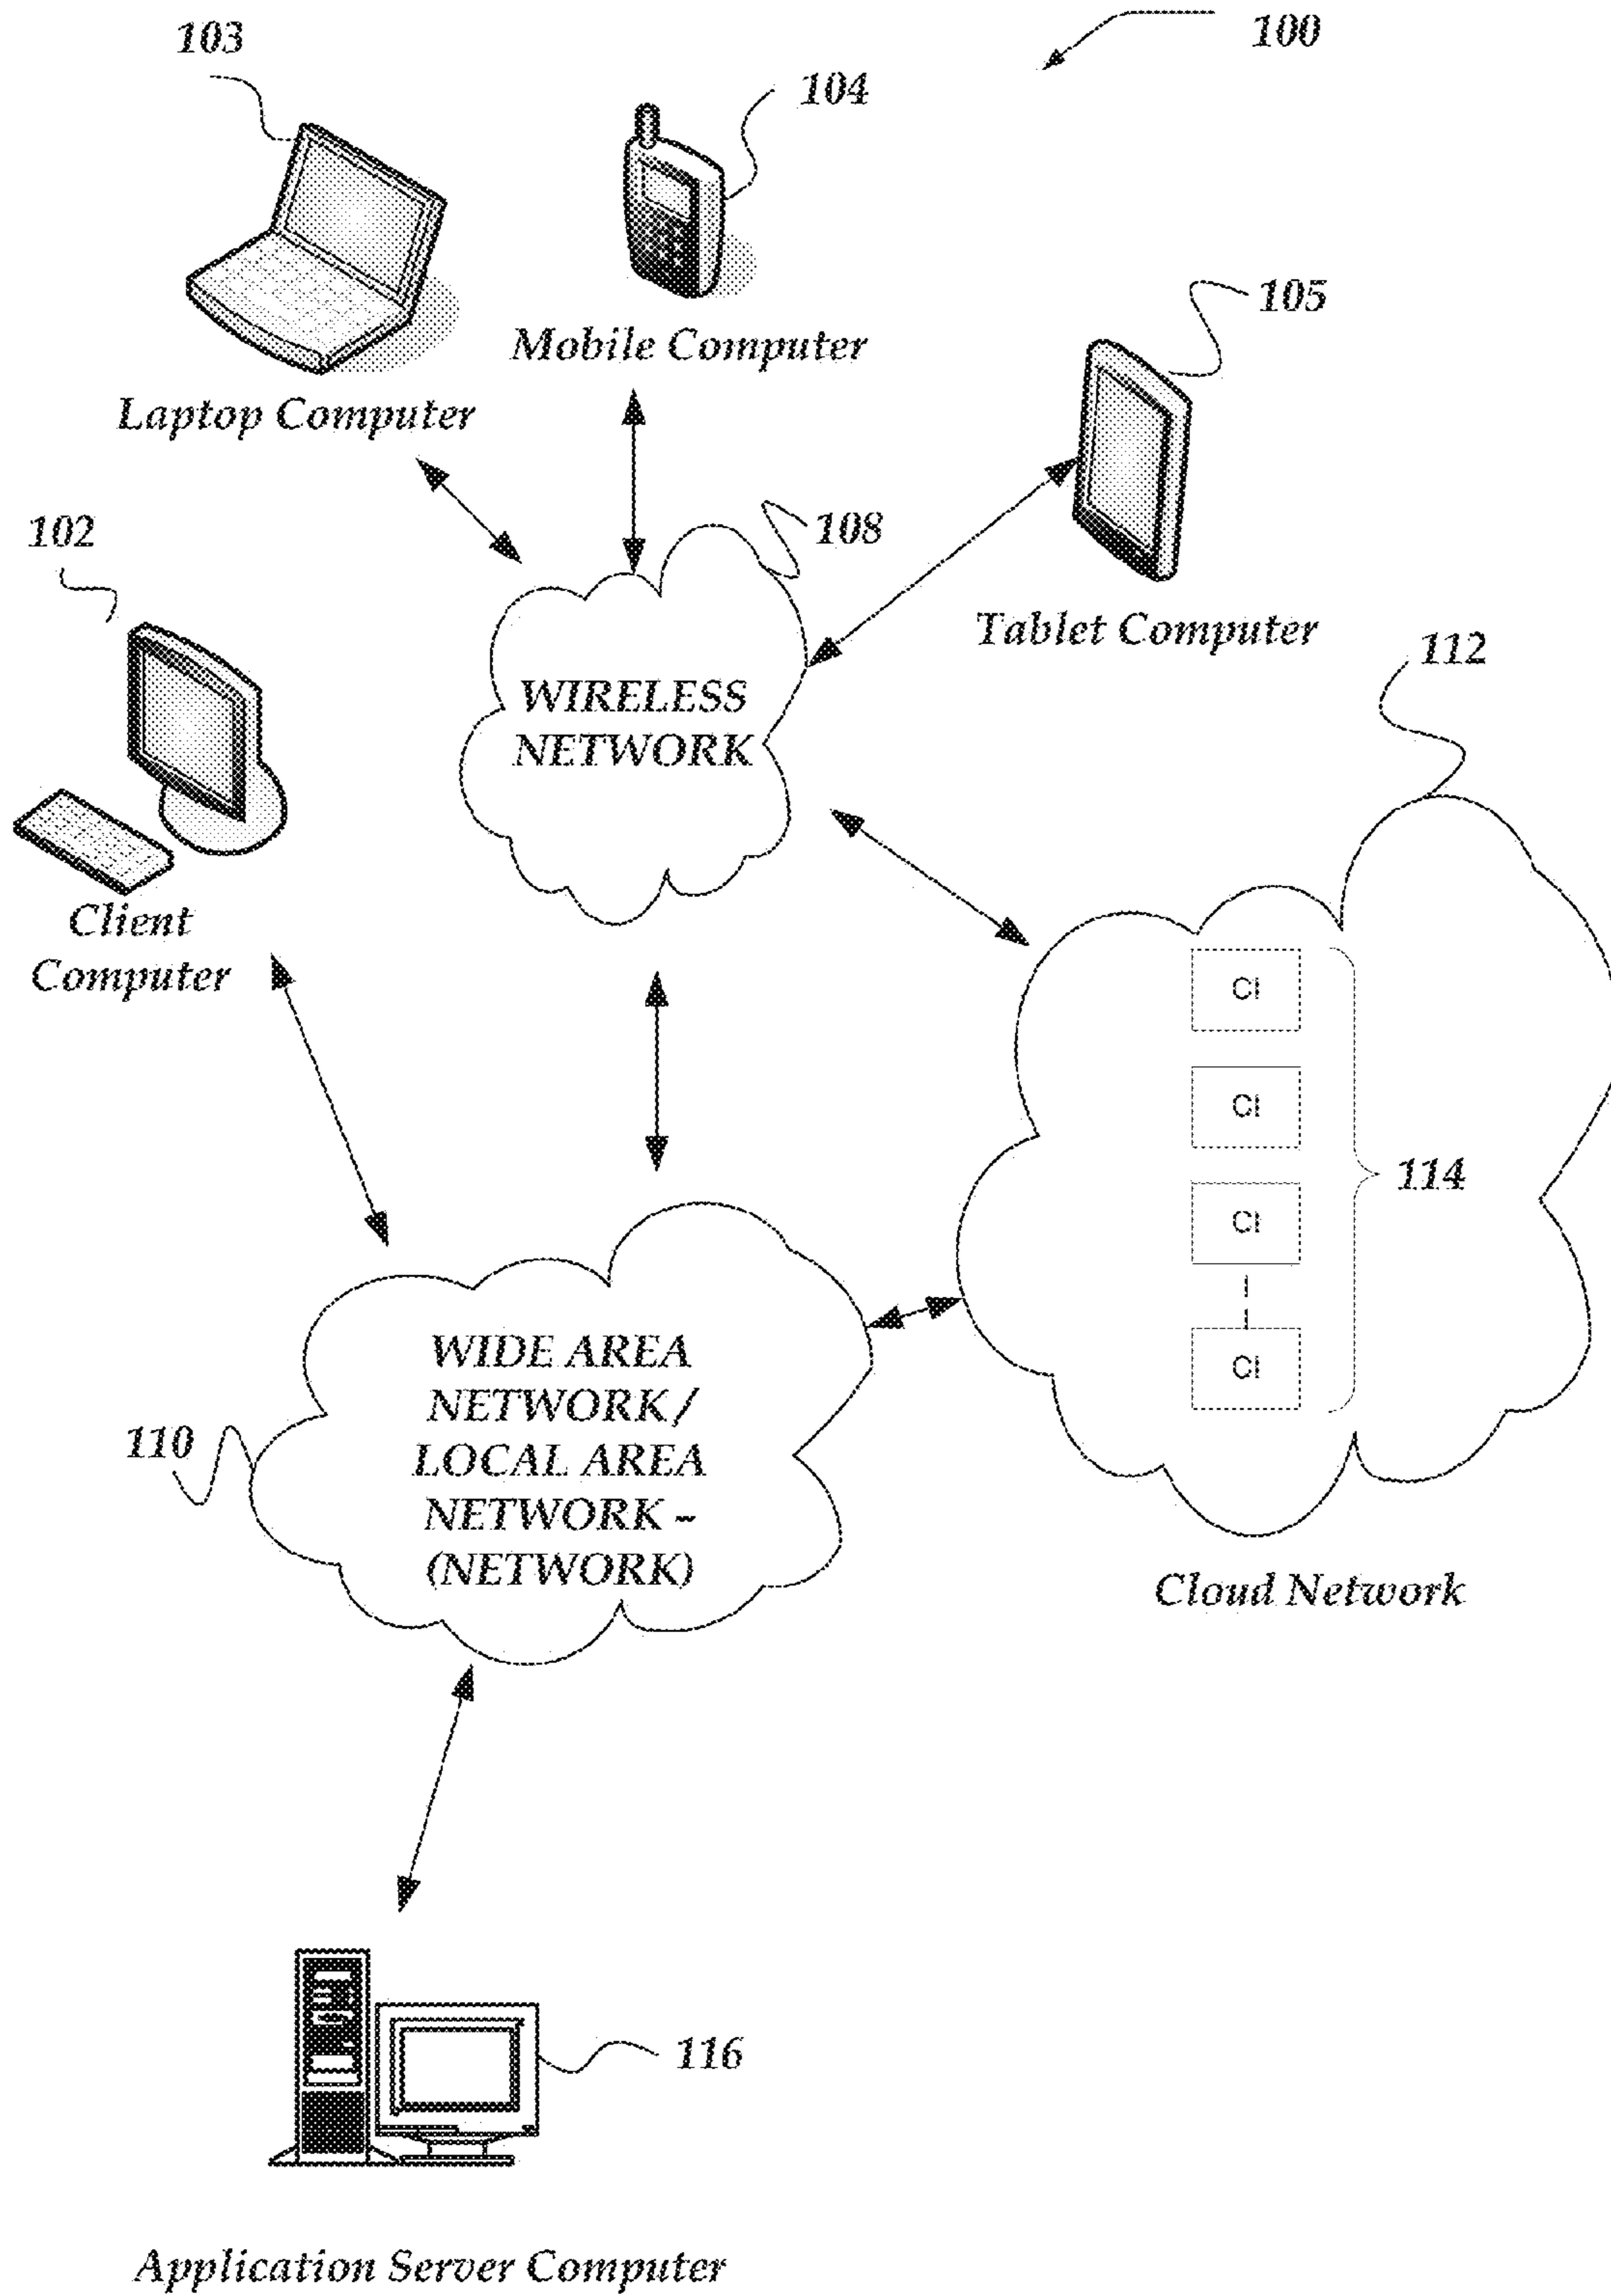 103
100
104
105
Mobile Computer
Laptop Computer
102
108
Tablet Computer
112
WIRELESS
NETWORK
Client
Computer
CI
CI
114
CI
CI
WIDE AREA
NETWORK /
LOCAL AREA
NETWORK –
(NETWORK)
110
Cloud Network
116
Application Server Computer